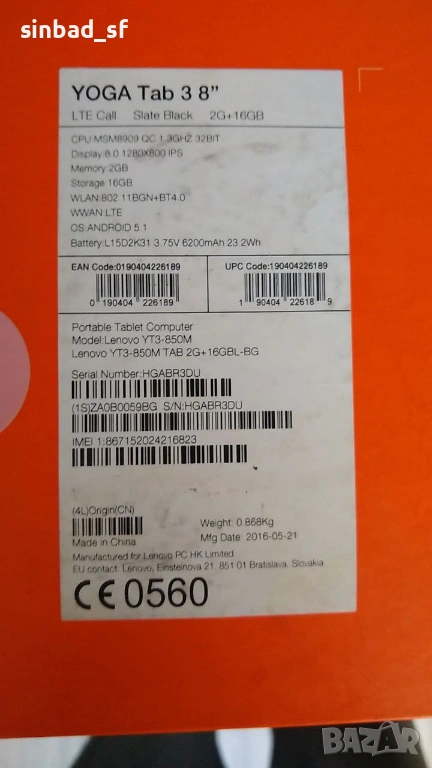 sinbad_sf
YOGA Tab 3 8”
LTE Call Slate Black 2G+16GB
CPU:MSM8909 QC 1.3GHZ 32BIT
Display:8.0 1280X800 IPS
Memory:2GB
Storage:16GB
WLAN:802.11BGN+BT4.0
WWAN:LTE
OS:ANDROID 5.1
Battery:L15D2K31 3.75V 6200mAh 23.2Wh
EAN Code:0190404226189 UPC Code:190404226189
0 190404 226189 1 90404 22618 9
Portable Tablet Computer
Model:Lenovo YT3-850M
Lenovo YT3-850M TAB 2G+16GBL-BG
Serial Number:HGABR3DU
(1S)ZA0B0059BG S/N:HGABR3DU
IMEI 1:867152024216823
(4L)Origin(CN)
Made in China
Weight: 0.868Kg
Mfg Date: 2016-05-21
Manufactured for:Lenovo PC HK Limited
EU contact: Lenovo, Einsteinova 21, 851 01 Bratislava, Slovakia
CE0560
BAZAR